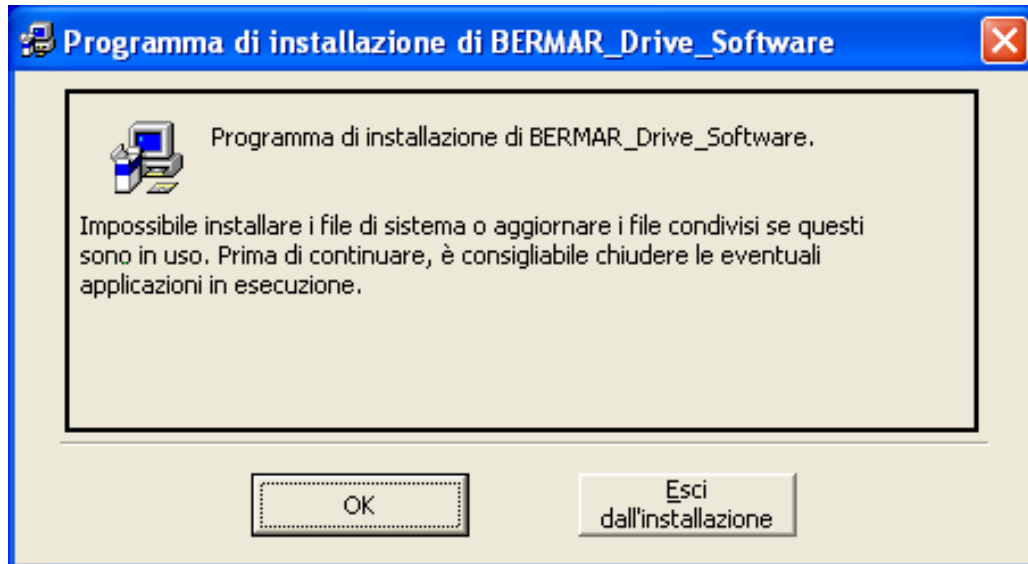 Programma di installazione di BERMAR_Drive_Software
Programma di installazione di BERMAR_Drive_Software.
Impossibile installare i file di sistema o aggiornare i file condivisi se questi
sono in uso. Prima di continuare, è consigliabile chiudere le eventuali
applicazioni in esecuzione.
OK
Esci
dall'installazione